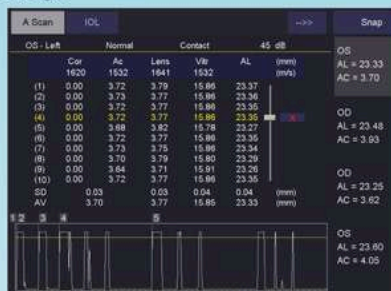 A Scan IOL -->> Snap
OS - Left Normal Contact 45 dB
Cor Ac Lens Vitr AL (mm)
1620 1532 1641 1532 (m/s)
(1) 0.00 3.72 3.79 15.86 23.37
(2) 0.00 3.73 3.77 15.86 23.36
(3) 0.00 3.72 3.77 15.86 23.35
(4) 0.00 3.72 3.77 15.86 23.35 X
(5) 0.00 3.68 3.82 15.78 23.27
(6) 0.00 3.72 3.77 15.86 23.35
(7) 0.00 3.73 3.75 15.86 23.34
(8) 0.00 3.70 3.79 15.80 23.29
(9) 0.00 3.64 3.71 15.91 23.26
(10) 0.00 3.72 3.77 15.86 23.35
SD 0.03 0.03 0.04 0.04 (mm)
AV 3.70 3.77 15.85 23.33 (mm)
1 2 3 4 5
OS
AL = 23.33
AC = 3.70
OD
AL = 23.48
AC = 3.93
OD
AL = 23.25
AC = 3.62
OS
AL = 23.60
AC = 4.05